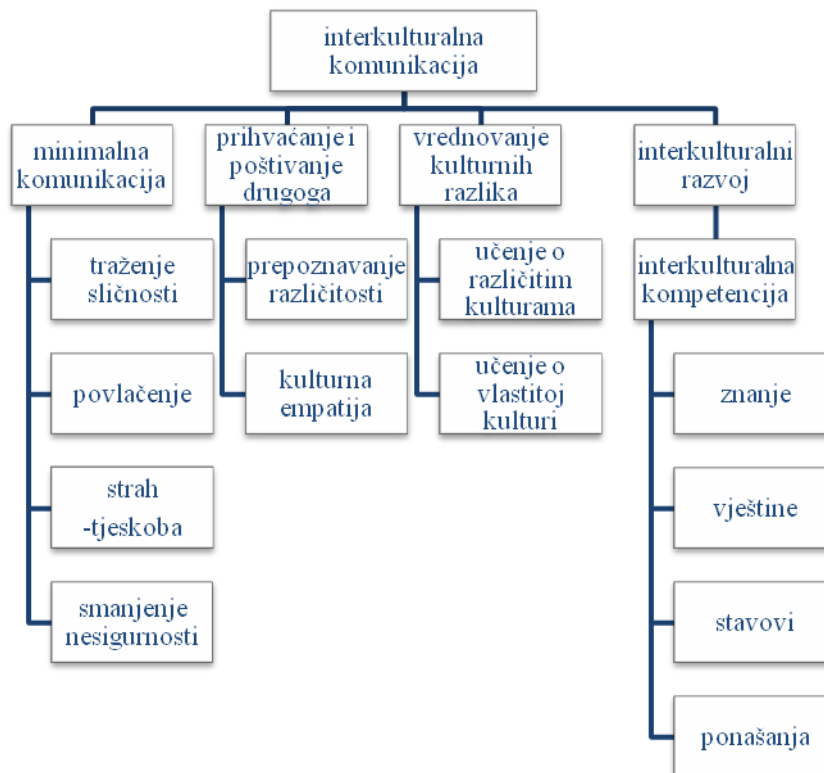 interkulturalna
komunikacija
minimalna
komunikacija
prihvaćanje i
poštivanje
drugoga
vrednovanje
kulturnih
razlika
interkulturalni
razvoj
traženje
sličnosti
prepoznavanje
različitosti
učenje o
različitim
kulturama
interkulturalna
kompetencija
povlačenje
kulturna
empatija
učenje o
vlastitoj
kulturi
znanje
strah
-tjeskoba
vještine
smanjenje
nesigurnosti
stavovi
ponašanja